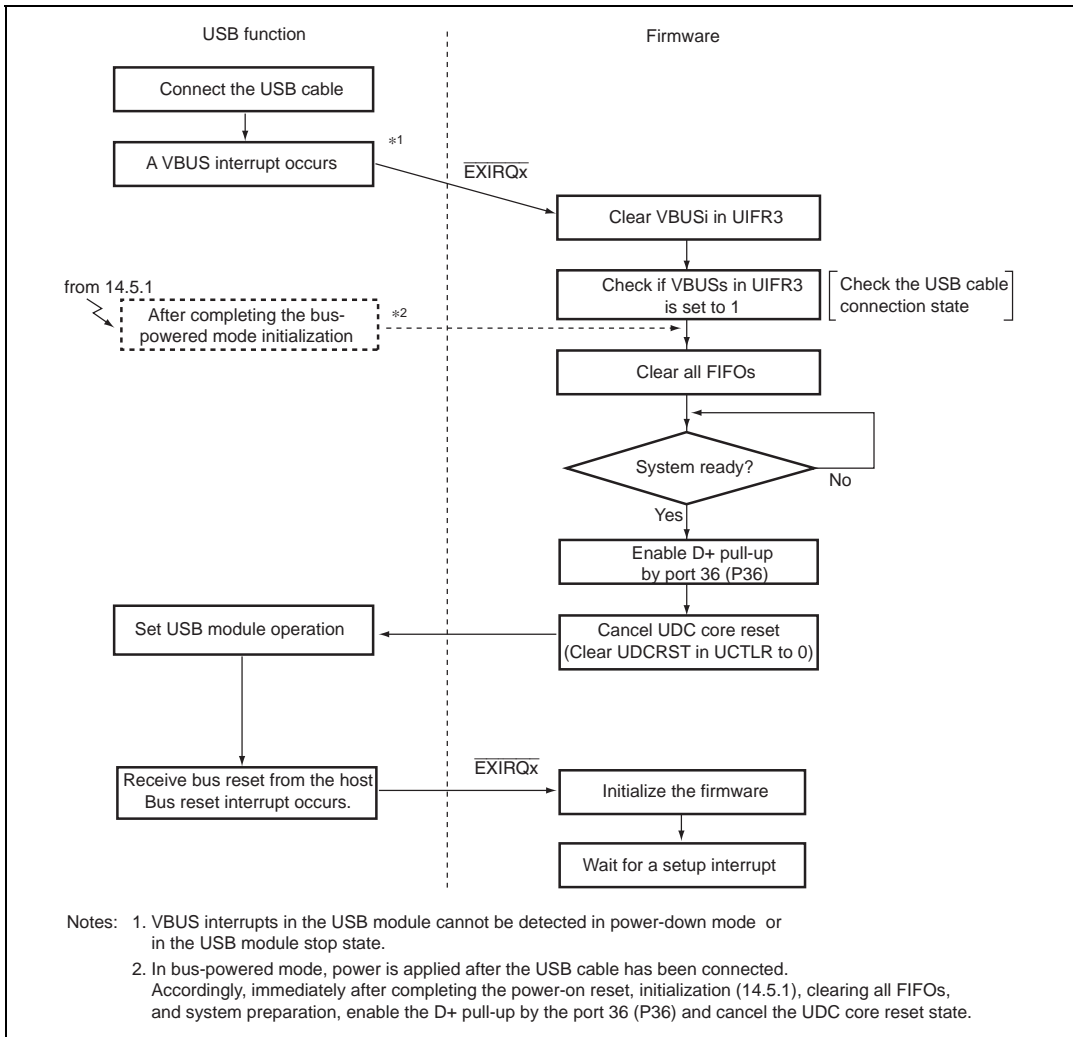 USB function
Firmware
Connect the USB cable
A VBUS interrupt occurs
*1
EXIRQx
Clear VBUSi in UIFR3
Check if VBUSs in UIFR3
is set to 1
Check the USB cable
connection state
from 14.5.1
After completing the bus-
powered mode initialization
*2
Clear all FIFOs
System ready?
No
Yes
Enable D+ pull-up
by port 36 (P36)
Set USB module operation
Cancel UDC core reset
(Clear UDCRST in UCTLR to 0)
Receive bus reset from the host
Bus reset interrupt occurs.
EXIRQx
Initialize the firmware
Wait for a setup interrupt
Notes: 1. VBUS interrupts in the USB module cannot be detected in power-down mode or
in the USB module stop state.
2. In bus-powered mode, power is applied after the USB cable has been connected.
Accordingly, immediately after completing the power-on reset, initialization (14.5.1), clearing all FIFOs,
and system preparation, enable the D+ pull-up by the port 36 (P36) and cancel the UDC core reset state.